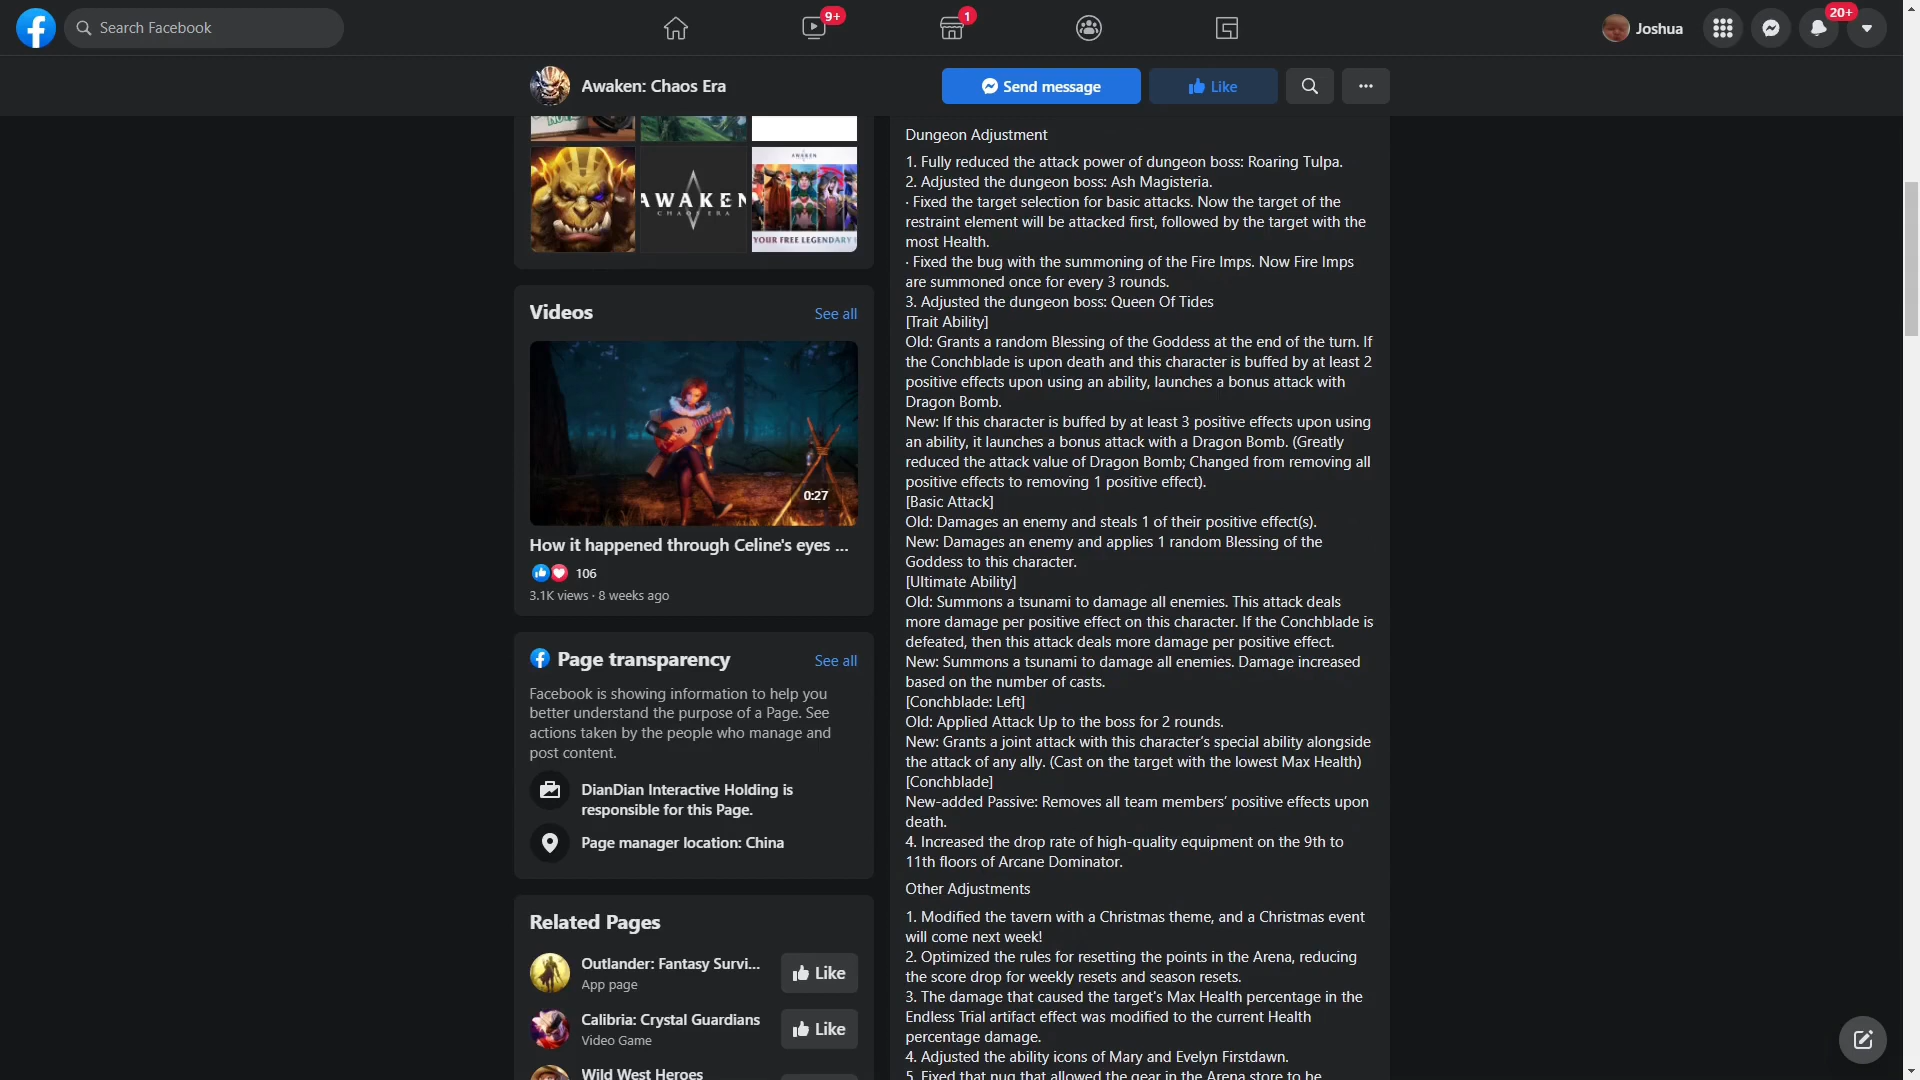 Search Facebook
9+
1
Joshua
20+
Awaken: Chaos Era
Send message
Like
AWAKEN
CHAOS ERA
AWAKEN
YOUR FREE LEGENDARY
Videos
See all
0:27
How it happened through Celine's eyes ...
106
3.1K views · 8 weeks ago
Page transparency
See all
Facebook is showing information to help you
better understand the purpose of a Page. See
actions taken by the people who manage and
post content.
DianDian Interactive Holding is
responsible for this Page.
Page manager location: China
Related Pages
Outlander: Fantasy Survi...
App page
Like
Calibria: Crystal Guardians
Video Game
Like
Wild West Heroes
Dungeon Adjustment
1. Fully reduced the attack power of dungeon boss: Roaring Tulpa.
2. Adjusted the dungeon boss: Ash Magisteria.
· Fixed the target selection for basic attacks. Now the target of the
restraint element will be attacked first, followed by the target with the
most Health.
· Fixed the bug with the summoning of the Fire Imps. Now Fire Imps
are summoned once for every 3 rounds.
3. Adjusted the dungeon boss: Queen Of Tides
[Trait Ability]
Old: Grants a random Blessing of the Goddess at the end of the turn. If
the Conchblade is upon death and this character is buffed by at least 2
positive effects upon using an ability, launches a bonus attack with
Dragon Bomb.
New: If this character is buffed by at least 3 positive effects upon using
an ability, it launches a bonus attack with a Dragon Bomb. (Greatly
reduced the attack value of Dragon Bomb; Changed from removing all
positive effects to removing 1 positive effect).
[Basic Attack]
Old: Damages an enemy and steals 1 of their positive effect(s).
New: Damages an enemy and applies 1 random Blessing of the
Goddess to this character.
[Ultimate Ability]
Old: Summons a tsunami to damage all enemies. This attack deals
more damage per positive effect on this character. If the Conchblade is
defeated, then this attack deals more damage per positive effect.
New: Summons a tsunami to damage all enemies. Damage increased
based on the number of casts.
[Conchblade: Left]
Old: Applied Attack Up to the boss for 2 rounds.
New: Grants a joint attack with this character's special ability alongside
the attack of any ally. (Cast on the target with the lowest Max Health)
[Conchblade]
New-added Passive: Removes all team members' positive effects upon
death.
4. Increased the drop rate of high-quality equipment on the 9th to
11th floors of Arcane Dominator.
Other Adjustments
1. Modified the tavern with a Christmas theme, and a Christmas event
will come next week!
2. Optimized the rules for resetting the points in the Arena, reducing
the score drop for weekly resets and season resets.
3. The damage that caused the target's Max Health percentage in the
Endless Trial artifact effect was modified to the current Health
percentage damage.
4. Adjusted the ability icons of Mary and Evelyn Firstdawn.
5. Fixed that nug that allowed the gear in the Arena store to be